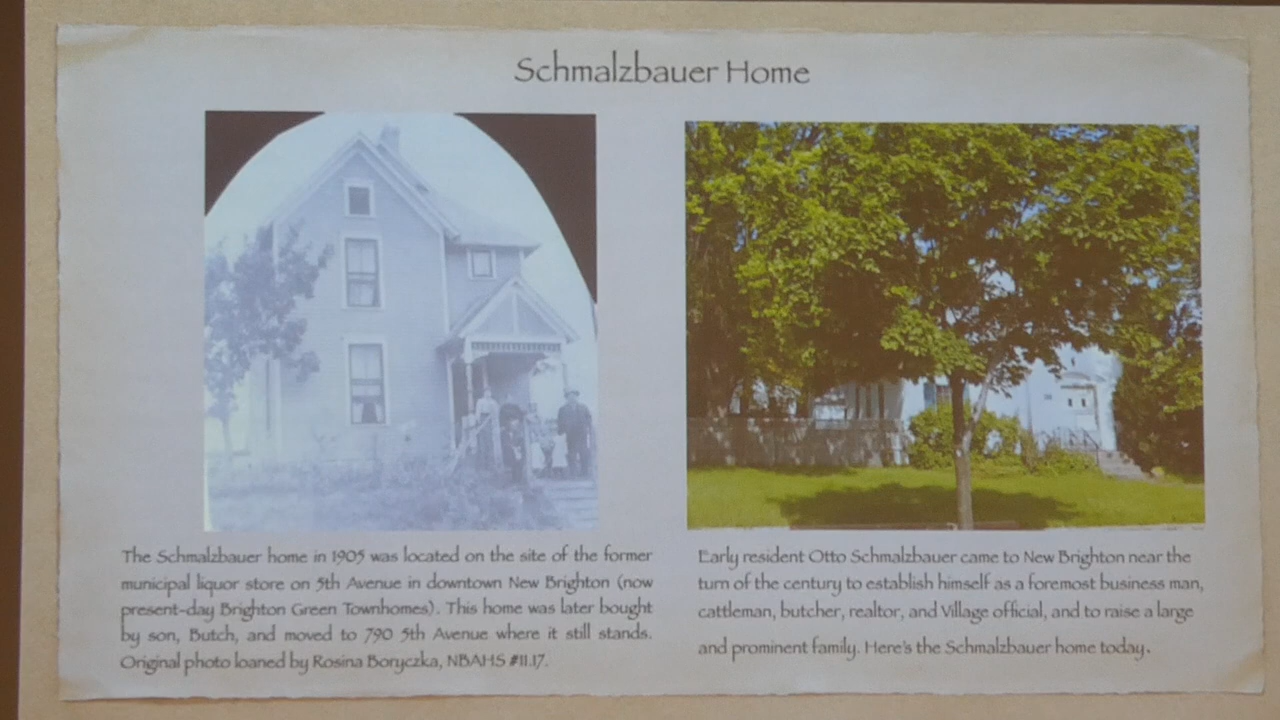 Schmalzbauer Home
The Schmalzbauer home in 1905 was located on the site of the former
municipal liquor store on 5th Avenue in downtown New Brighton (now
present-day Brighton Green Townhomes). This home was later bought
by son, Butch, and moved to 790 5th Avenue where it still stands.
Original photo loaned by Rosina Boryczka, NBAHS #11.17.
Early resident Otto Schmalzbauer came to New Brighton near the
turn of the century to establish himself as a foremost business man,
cattleman, butcher, realtor, and Village official, and to raise a large
and prominent family. Here's the Schmalzbauer home today.